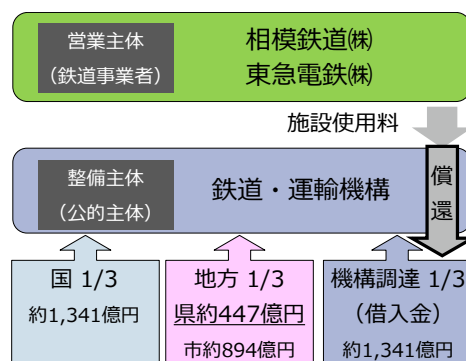 営業主体
（鉄道事業者）
相模鉄道㈱
東急電鉄㈱
施設使用料
整備主体
（公的主体）
鉄道・運輸機構
償還
国 1/3
約1,341億円
地方 1/3
県約447億円
市約894億円
機構調達 1/3
（借入金）
約1,341億円